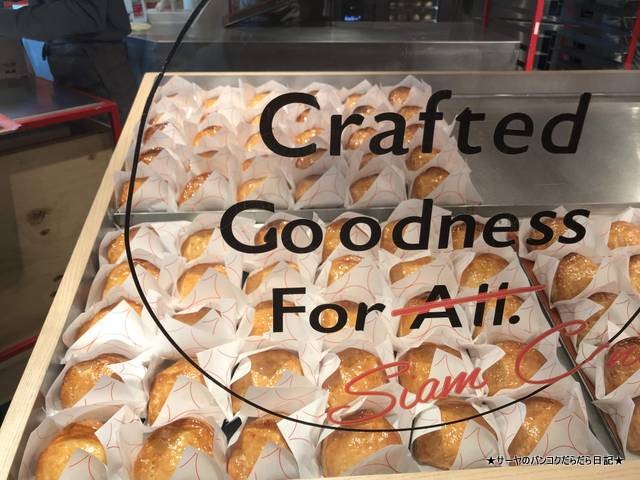 Crafted
Goodness
For All.
Siam
★サーヤのバンコクだらだら日記★